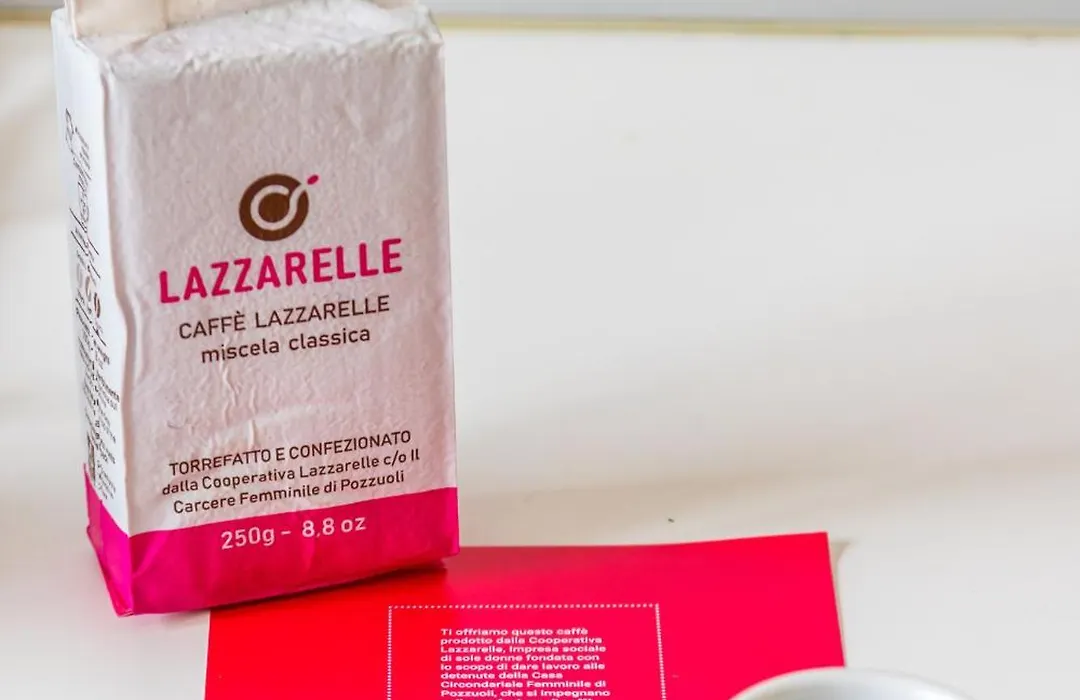 LAZZARELLE
CAFFÈ LAZZARELLE
miscela classica
TORREFATTO E CONFEZIONATO
dalla Cooperativa Lazzarelle c/o Il
Carcere Femminile di Pozzuoli
250g - 8,8 oz
Ti offriamo questo caffè
prodotto dalla Cooperativa
Lazzarelle, impresa sociale
di sole donne fondata con
lo scopo di dare lavoro alle
detenute della Casa
Circondariale Femminile di
Pozzuoli, che si impegnano